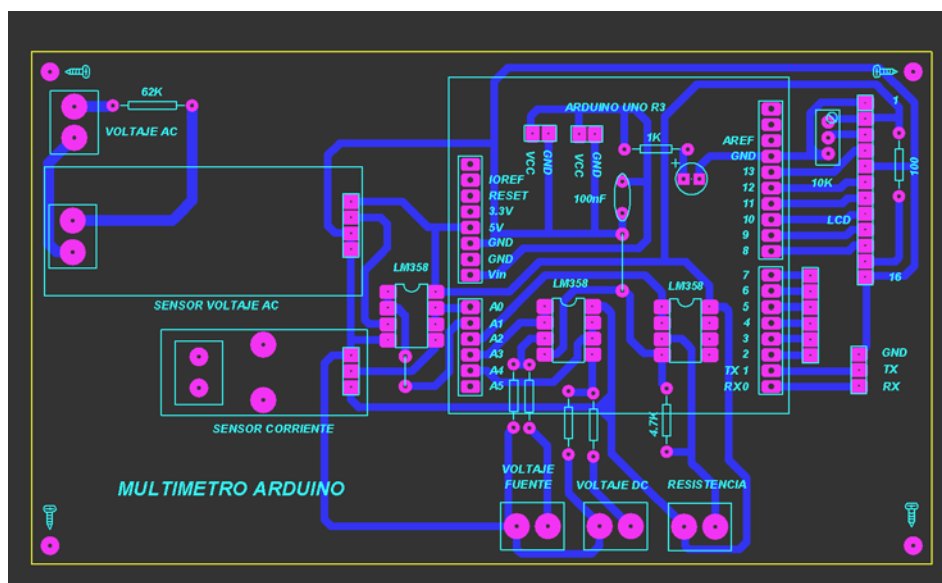 62K
VOLTAJE AC
SENSOR VOLTAJE AC
SENSOR CORRIENTE
MULTIMETRO ARDUINO
ARDUINO UNO R3
VCC
GND
VCC
GND
1K
+
100nF
IOREF
RESET
3.3V
5V
GND
GND
Vin
A0
A1
A2
A3
A4
A5
AREF
GND
13
12
11
10
9
8
7
6
5
4
3
2
TX 1
RX0
10K
LCD
1
100
16
GND
TX
RX
LM358
LM358
LM358
4.7K
VOLTAJE
FUENTE
VOLTAJE DC
RESISTENCIA